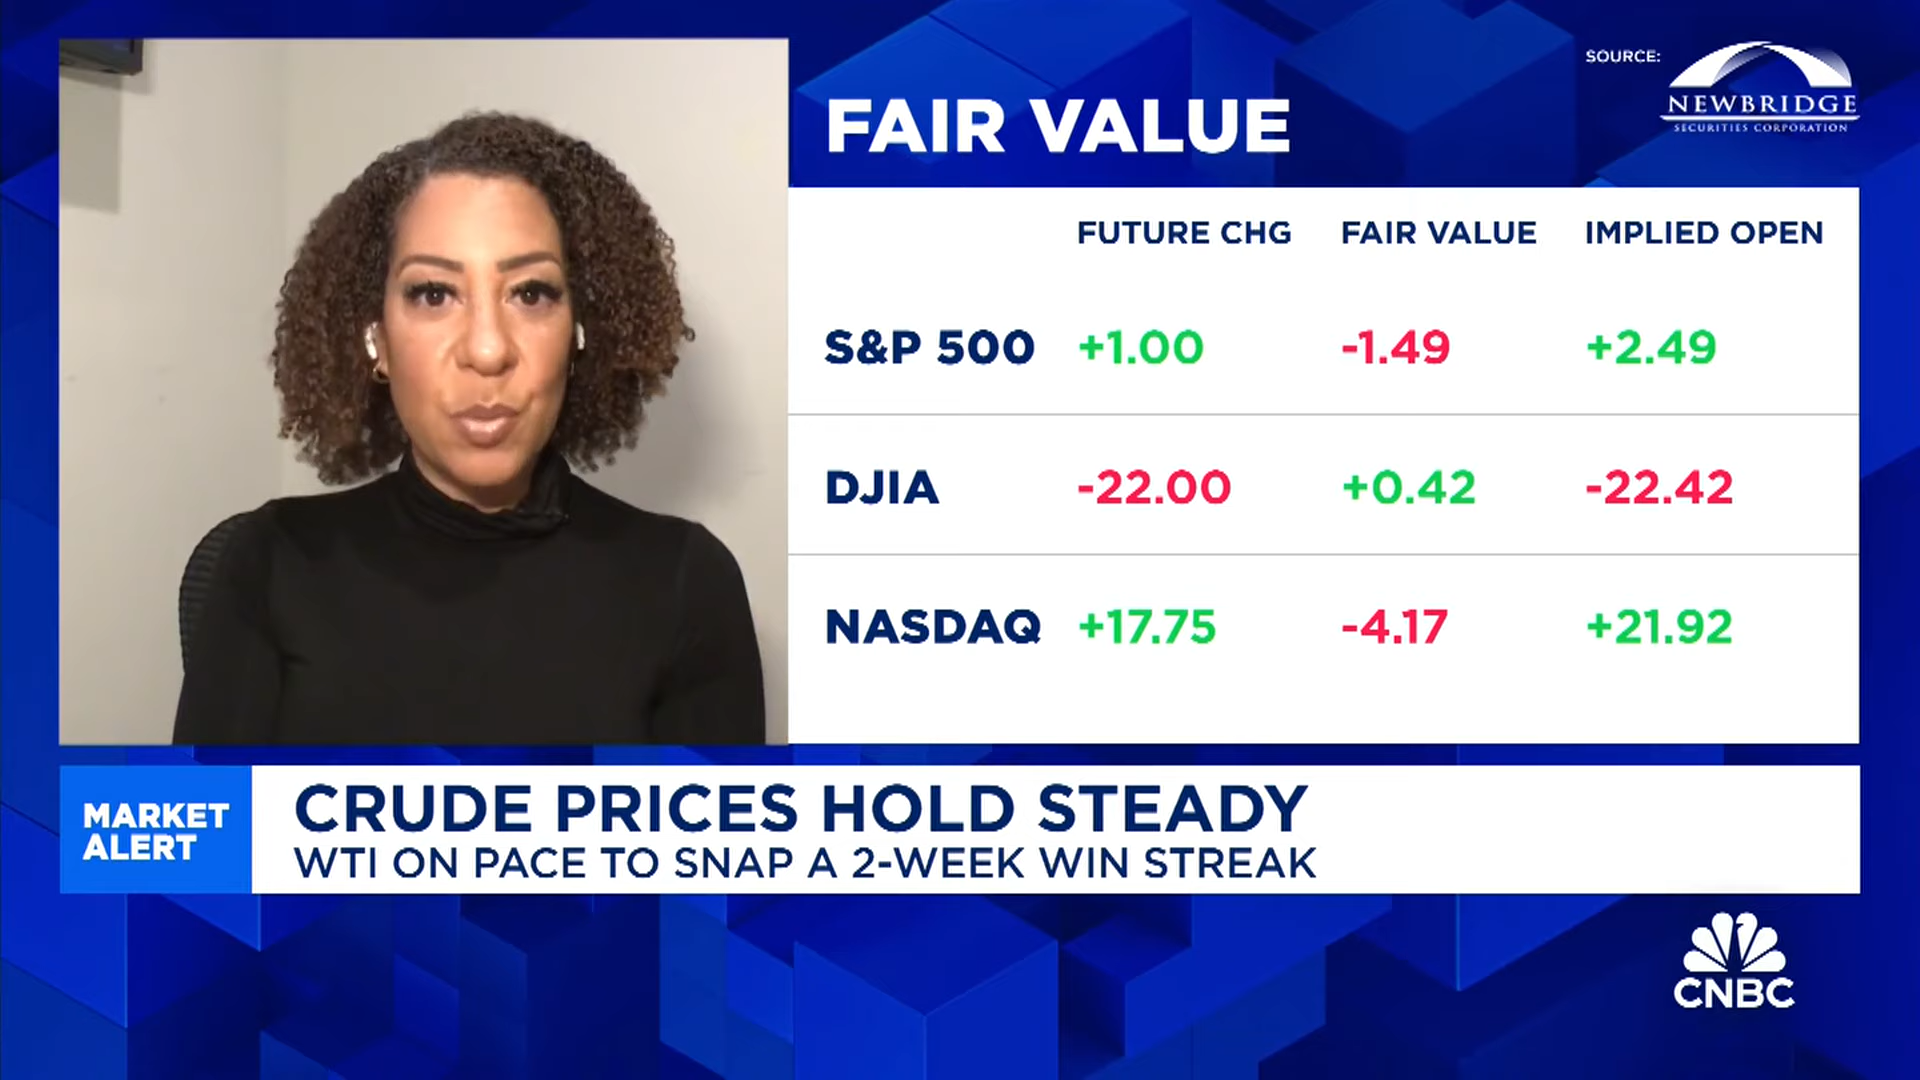 SOURCE:
NEWBRIDGE
SECURITIES CORPORATION
FAIR VALUE
FUTURE CHG FAIR VALUE IMPLIED OPEN
S&P 500 +1.00 -1.49 +2.49
DJIA -22.00 +0.42 -22.42
NASDAQ +17.75 -4.17 +21.92
MARKET
ALERT
CRUDE PRICES HOLD STEADY
WTI ON PACE TO SNAP A 2-WEEK WIN STREAK
CNBC